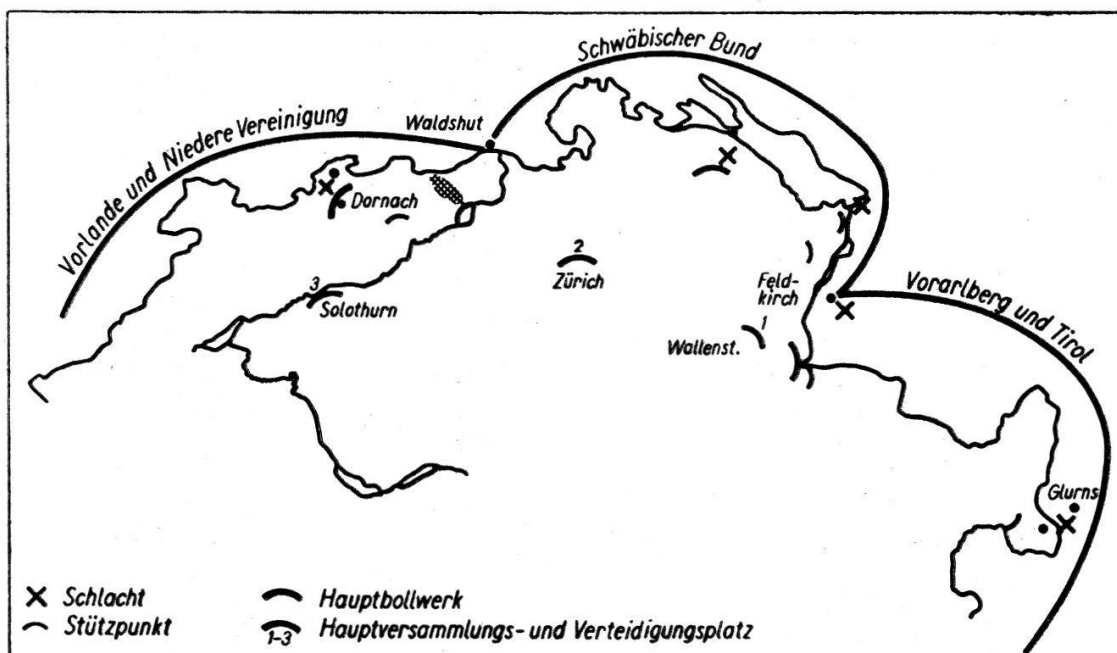 Schwäbischer Bund
Vorlande und Niedere Vereinigung
Waldshut
Dornach
2
Zürich
3
Solothurn
Feld-
kirch
Vorarlberg und Tirol
1
Wallenst.
Glurns
Schlacht
Hauptbollwerk
Stützpunkt
1-3 Hauptversammlungs- und Verteidigungsplatz